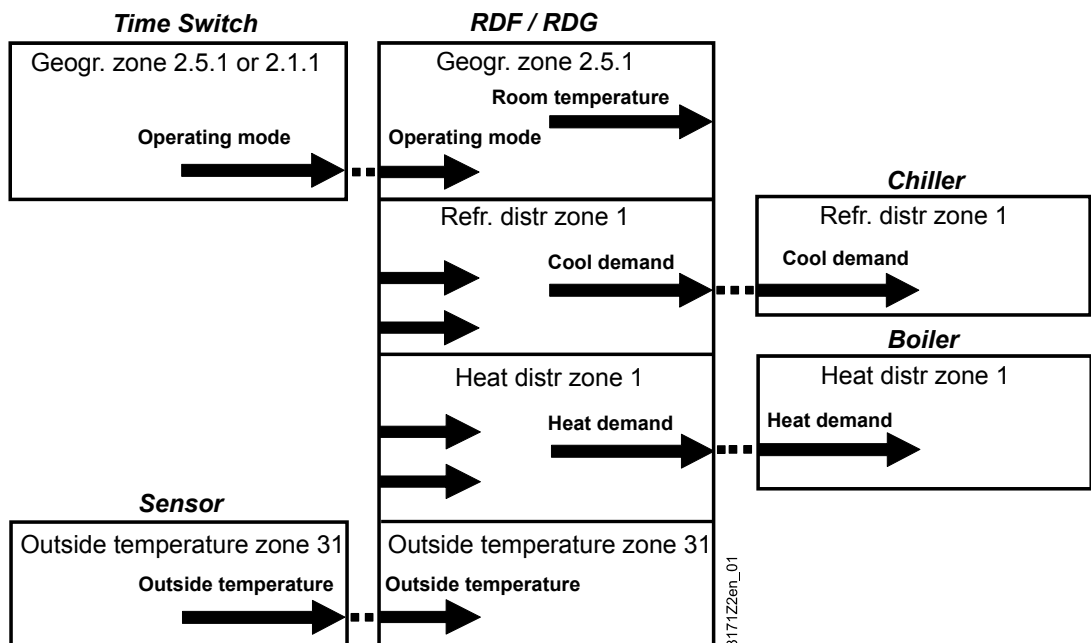 Time Switch
RDF / RDG
Geogr. zone 2.5.1 or 2.1.1
Geogr. zone 2.5.1
Room temperature
Operating mode
Operating mode
Chiller
Refr. distr zone 1
Refr. distr zone 1
Cool demand
Cool demand
Boiler
Heat distr zone 1
Heat distr zone 1
Heat demand
Heat demand
Sensor
Outside temperature zone 31
Outside temperature zone 31
Outside temperature
Outside temperature
3171Z2en_01